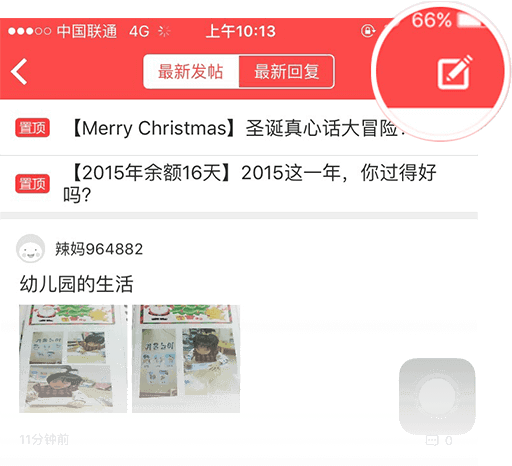 中国联通 4G 上午10:13 66%
最新发帖 最新回复
置顶 【Merry Christmas】圣诞真心话大冒险
置顶 【2015年余额16天】2015这一年，你过得好
吗?
辣妈964882
幼儿园的生活
11分钟前 6